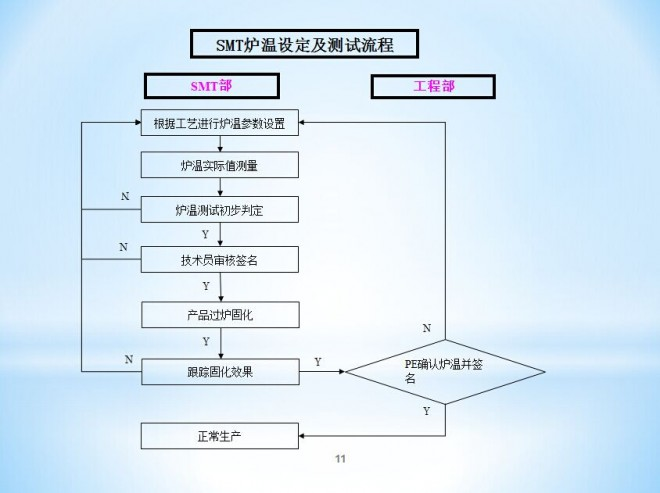 SMT炉温设定及测试流程
SMT部
工程部
根据工艺进行炉温参数设置
炉温实际值测量
N
炉温测试初步判定
Y
N
技术员审核签名
Y
产品过炉固化
Y
N
N
跟踪固化效果
Y
PE确认炉温并签
名
Y
正常生产
11